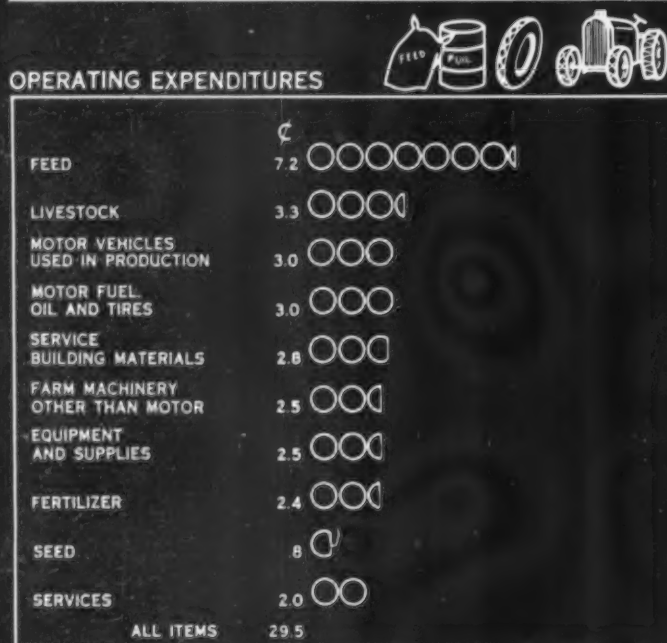 FEED FUEL
OPERATING EXPENDITURES
¢
FEED 7.2
LIVESTOCK 3.3
MOTOR VEHICLES
USED IN PRODUCTION 3.0
MOTOR FUEL,
OIL AND TIRES 3.0
SERVICE
BUILDING MATERIALS 2.8
FARM MACHINERY
OTHER THAN MOTOR 2.5
EQUIPMENT
AND SUPPLIES 2.5
FERTILIZER 2.4
SEED .8
SERVICES 2.0
ALL ITEMS 29.5